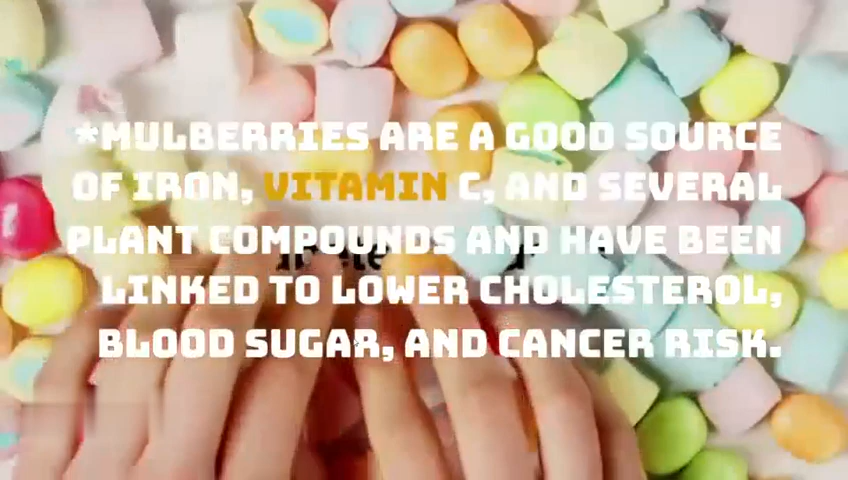 *MULBERRIES ARE A GOOD SOURCE
OF IRON, VITAMIN C, AND SEVERAL
PLANT COMPOUNDS AND HAVE BEEN
LINKED TO LOWER CHOLESTEROL,
BLOOD SUGAR, AND CANCER RISK.